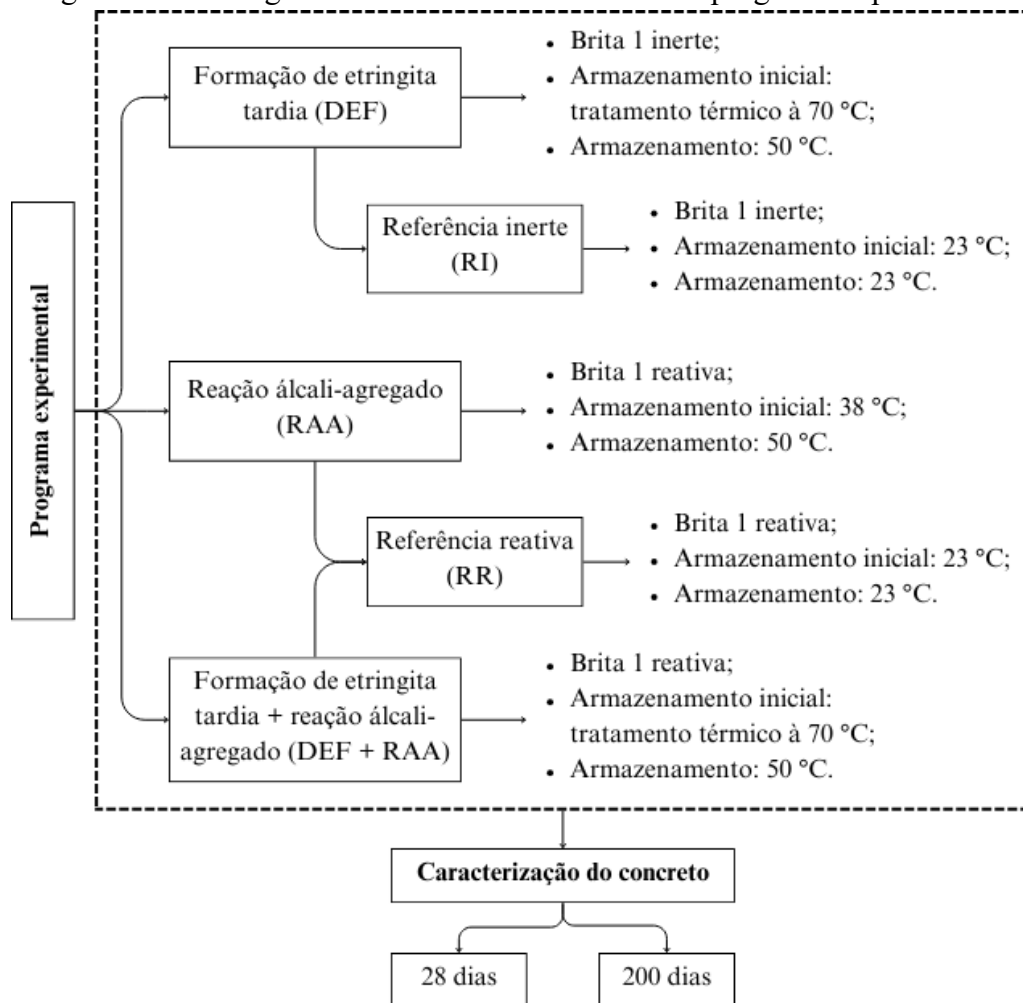 Brita 1 inerte;
Formação de etringita
tardia (DEF)
Armazenamento inicial:
tratamento térmico à 70 °C;
Armazenamento: 50 °C.
Referência inerte
(RI)
Brita 1 inerte;
Armazenamento inicial: 23 °C;
Armazenamento: 23 °C.
Programa experimental
Reação álcali-agregado
(RAA)
Brita 1 reativa;
Armazenamento inicial: 38 °C;
Armazenamento: 50 °C.
Referência reativa
(RR)
Brita 1 reativa;
Armazenamento inicial: 23 °C;
Armazenamento: 23 °C.
Formação de etringita
tardia + reação álcali-
agregado (DEF + RAA)
Brita 1 reativa;
Armazenamento inicial:
tratamento térmico à 70 °C;
Armazenamento: 50 °C.
Caracterização do concreto
28 dias
200 dias